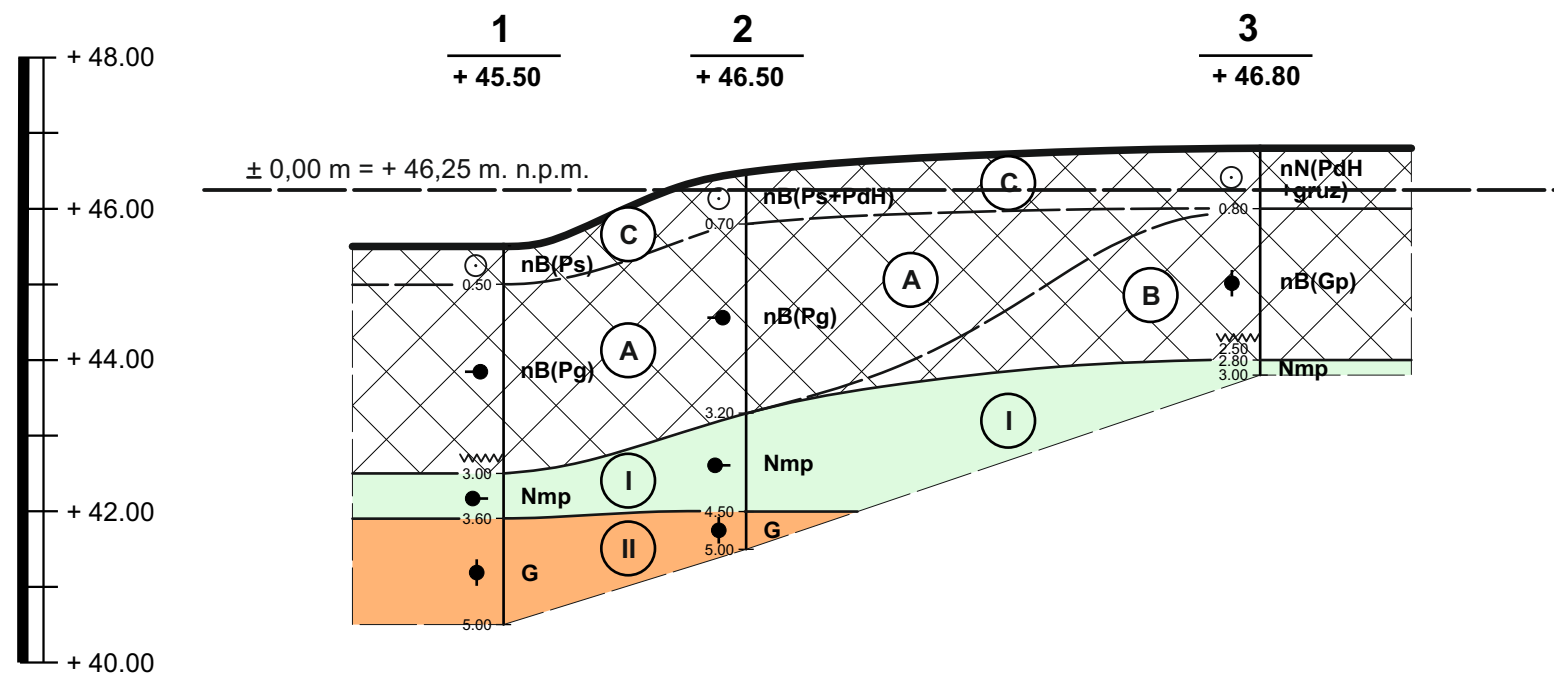 1 2 3
+ 48.00 + 45.50 + 46.50 + 46.80
± 0,00 m = + 46,25 m. n.p.m.
nN(PdH
+gruz)
C
nB(Ps+PdH)
+ 46.00
0.80
0.70
C
nB(Ps)
0.50
A
B
nB(Gp)
nB(Pg)
A
2.50
+ 44.00
2.80
nB(Pg)
Nmp
3.00
3.20
I
Nmp
3.00
I
Nmp
+ 42.00
4.50
3.60
G
II
5.00
G
5.00
+ 40.00